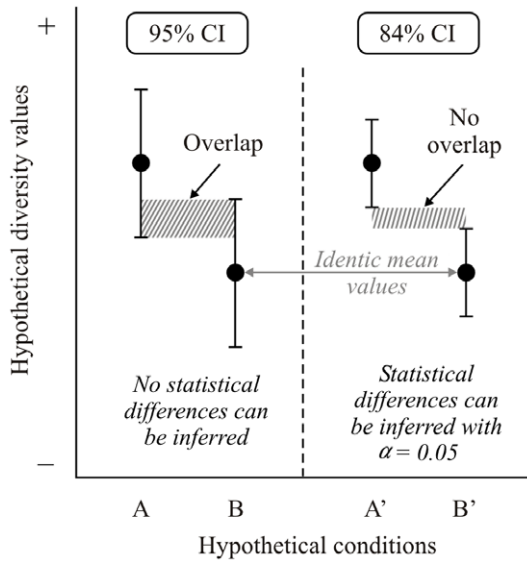 +
95% CI
84% CI
Hypothetical diversity values
Overlap
No
overlap
Identic mean
values
No statistical
differences can
be inferred
Statistical
differences can
be inferred with
α = 0.05
–
A
B
A’
B’
Hypothetical conditions